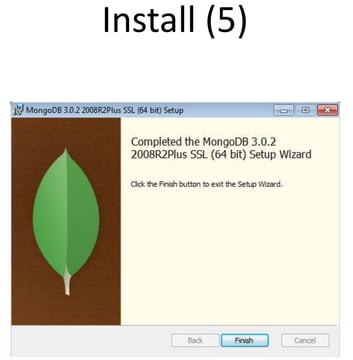 Install (5)
MongoDB 3.0.2 2008R2Plus SSL (64 bit) Setup
Completed the MongoDB 3.0.2
2008R2Plus SSL (64 bit) Setup Wizard
Click the Finish button to exit the Setup Wizard.
Back Finish Cancel